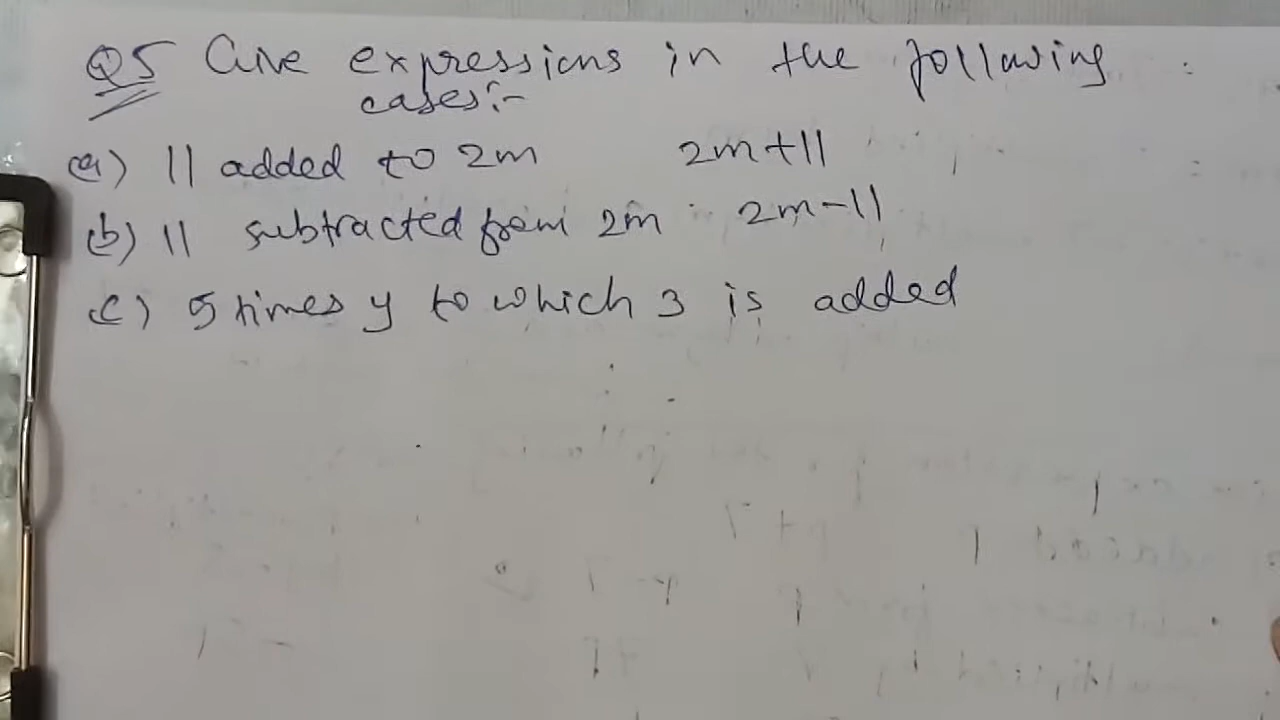 Q5 Give expressions in the following
cases:-
(a) 11 added to 2m 2m+11
(b) 11 subtracted from 2m 2m-11
(c) 5 times y to which 3 is added